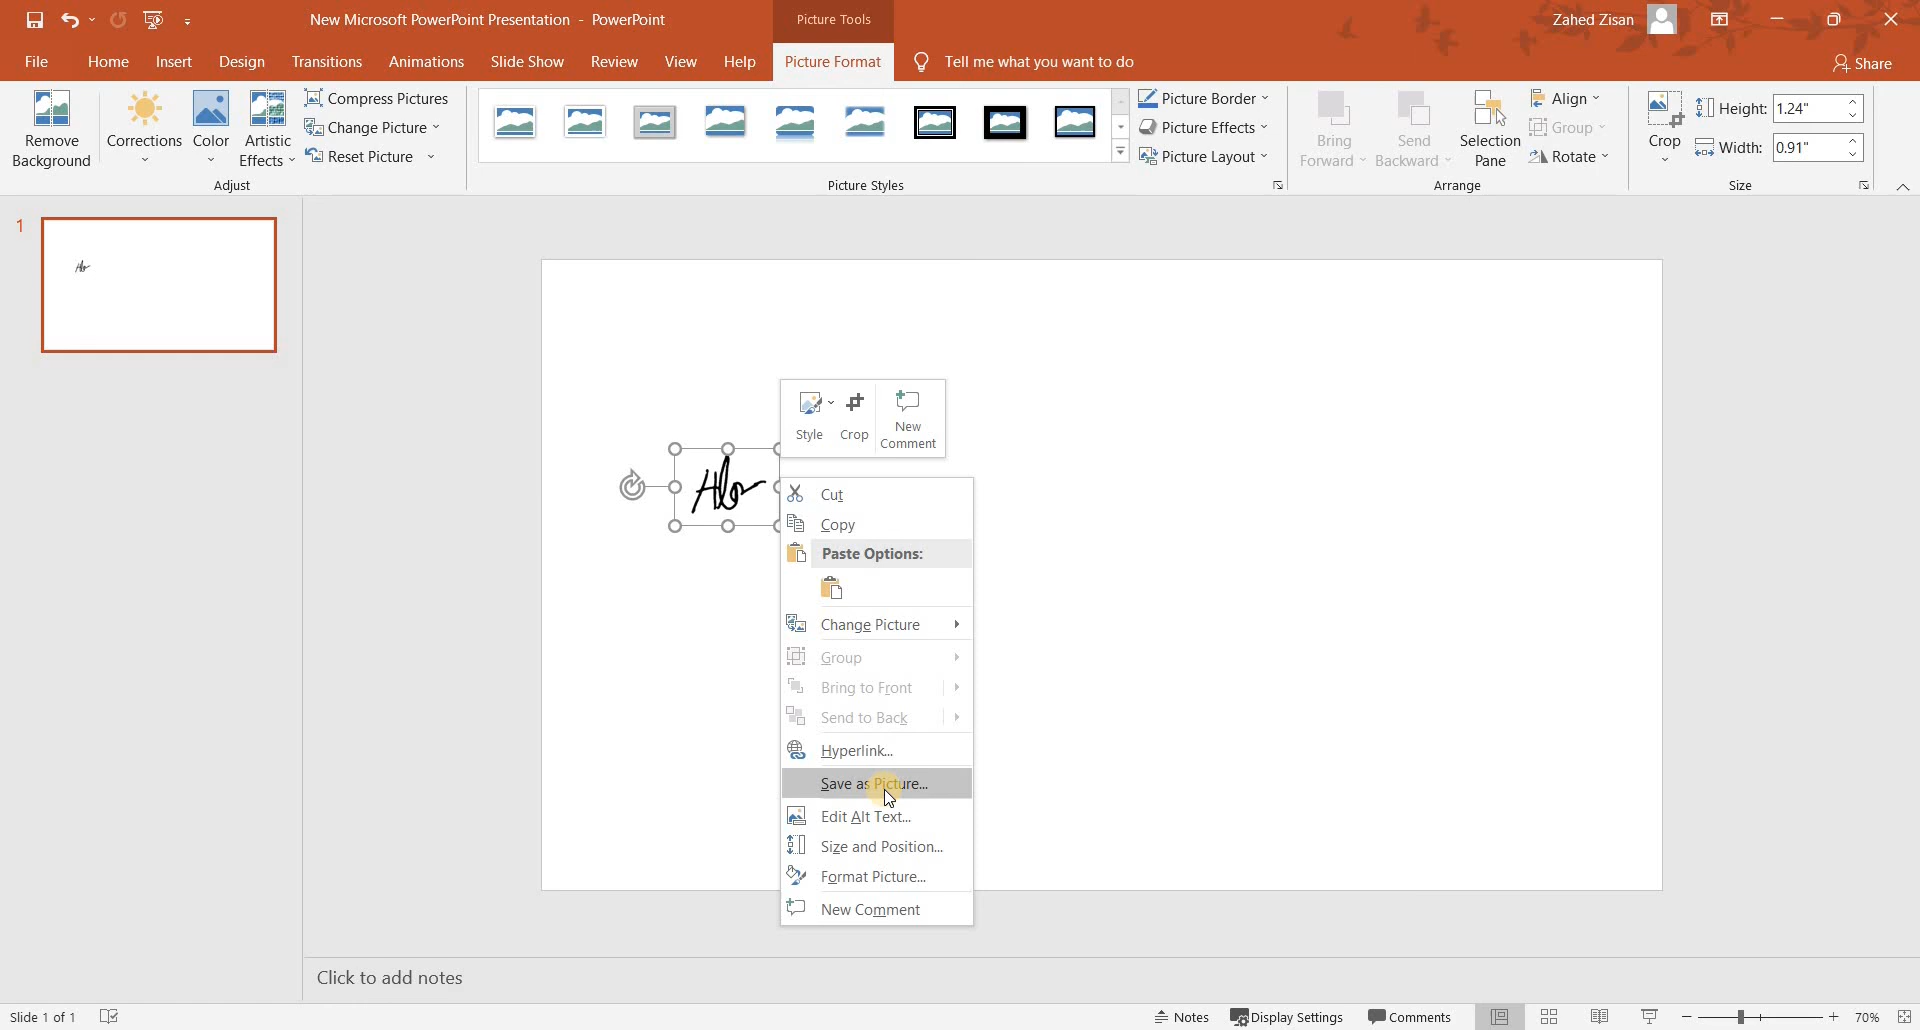 New Microsoft PowerPoint Presentation - PowerPoint
Picture Tools
Zahed Zisan
File Home Insert Design Transitions Animations Slide Show Review View Help Picture Format Tell me what you want to do Share
Remove Background
Corrections
Color
Artistic Effects
Compress Pictures
Change Picture
Reset Picture
Adjust
Picture Styles
Picture Border
Picture Effects
Picture Layout
Bring Forward
Send Backward
Selection Pane
Align
Group
Rotate
Arrange
Crop
Height: 1.24"
Width: 0.91"
Size
1
Style
Crop
New Comment
Cut
Copy
Paste Options:
Change Picture
Group
Bring to Front
Send to Back
Hyperlink...
Save as Picture...
Edit Alt Text...
Size and Position...
Format Picture...
New Comment
Click to add notes
Slide 1 of 1
Notes
Display Settings
Comments
70%